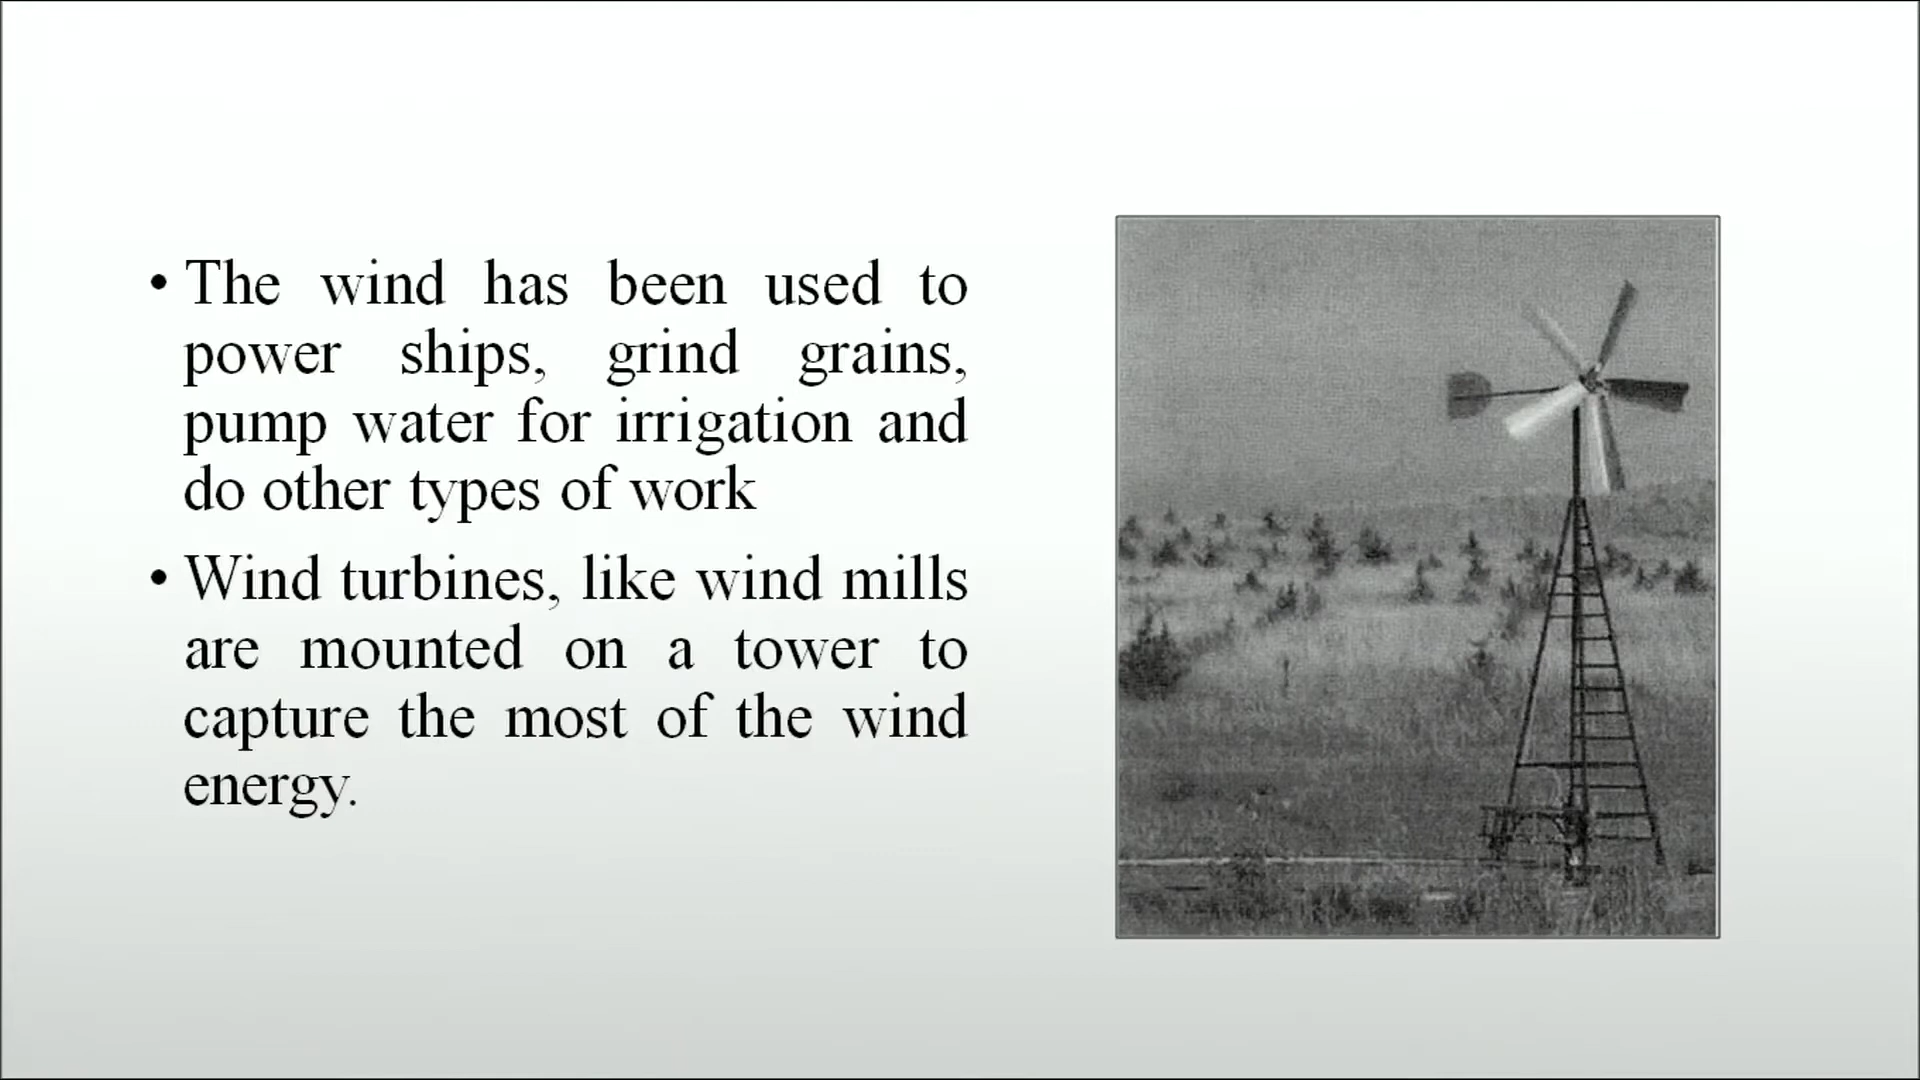 • The wind has been used to
power ships, grind grains,
pump water for irrigation and
do other types of work
• Wind turbines, like wind mills
are mounted on a tower to
capture the most of the wind
energy.